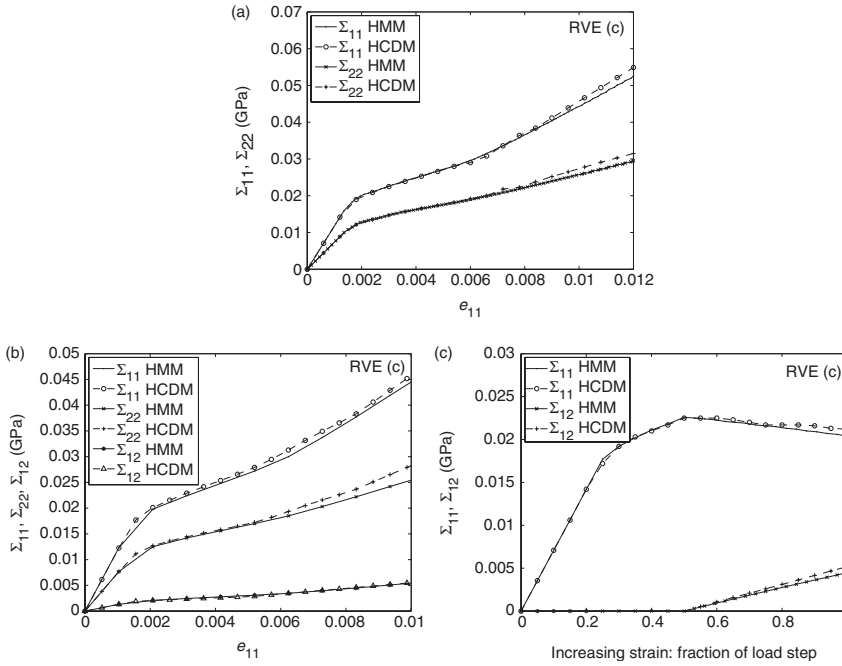 (a)
0.07
0.06
0.05
0.04
0.03
0.02
0.01
0
Σ11, Σ22 (GPa)
Σ11 HMM
Σ11 HCDM
Σ22 HMM
Σ22 HCDM
RVE (c)
0 0.002 0.004 0.006 0.008 0.01 0.012
e11
(b)
0.05
0.045
0.04
0.035
0.03
0.025
0.02
0.015
0.01
0.005
0
Σ11, Σ22, Σ12 (GPa)
Σ11 HMM
Σ11 HCDM
Σ22 HMM
Σ22 HCDM
Σ12 HMM
Σ12 HCDM
RVE (c)
0 0.002 0.004 0.006 0.008 0.01
e11
(c)
0.03
0.025
0.02
0.015
0.01
0.005
0
Σ11, Σ12 (GPa)
Σ11 HMM
Σ11 HCDM
Σ12 HMM
Σ12 HCDM
RVE (c)
0 0.2 0.4 0.6 0.8 1
Increasing strain: fraction of load step